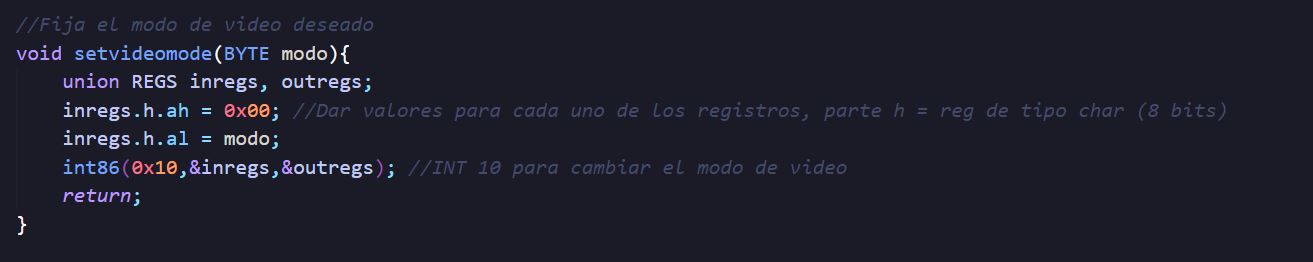 //Fija el modo de video deseado
void setvideomode(BYTE modo){
    union REGS inregs, outregs;
    inregs.h.ah = 0x00; //Dar valores para cada uno de los registros, parte h = reg de tipo char (8 bits)
    inregs.h.al = modo;
    int86(0x10,&inregs,&outregs); //INT 10 para cambiar el modo de video
    return;
}